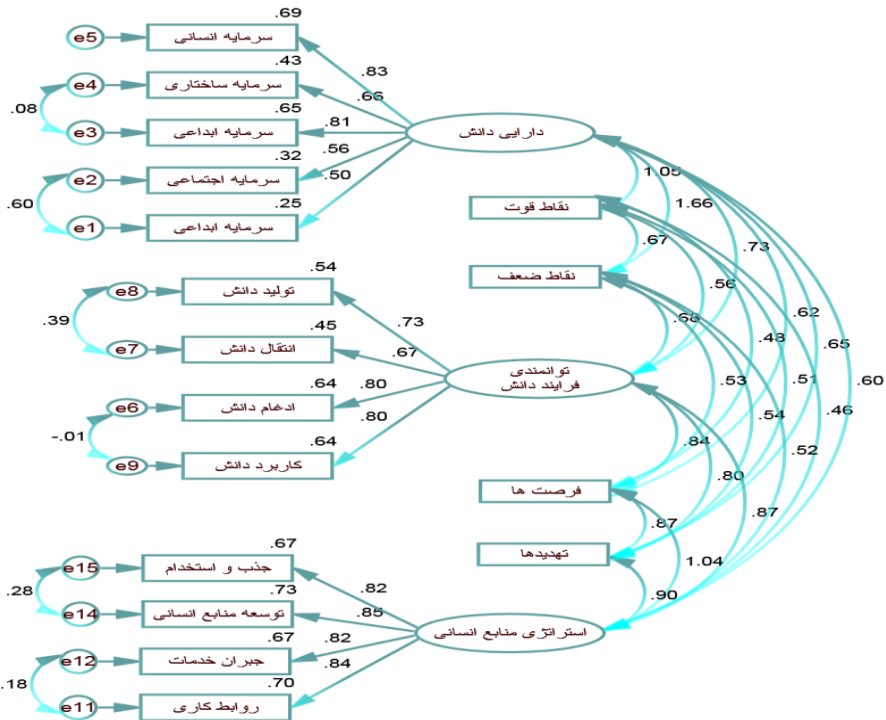 .69
e5 سرمایه انسانی
.83
.43
e4 سرمایه ساختاری
.66
.08
.65
e3 سرمایه ابداعی
.81
دارایی دانش
.56
.32
e2 سرمایه اجتماعی
.50
.60
.25
e1 سرمایه ابداعی
1.05
1.66
نقاط قوت
.67
.73
نقاط ضعف
.56
.62
.68
.48
.65
.54
e8 تولید دانش
.73
.39
.45
e7 انتقال دانش
.67
توانمندی
فرایند دانش
.53
.51
.60
.64
e6 ادغام دانش
.80
.54
.46
-.01
.80
.64
e9 کاربرد دانش
.84
.52
.80
فرصت ها
.87
.87
تهدیدها
1.04
.90
.67
e15 جذب و استخدام
.82
.28
.73
e14 توسعه منابع انسانی
.85
استراتژی منابع انسانی
.67
e12 جبران خدمات
.82
.84
.18
.70
e11 روابط کاری